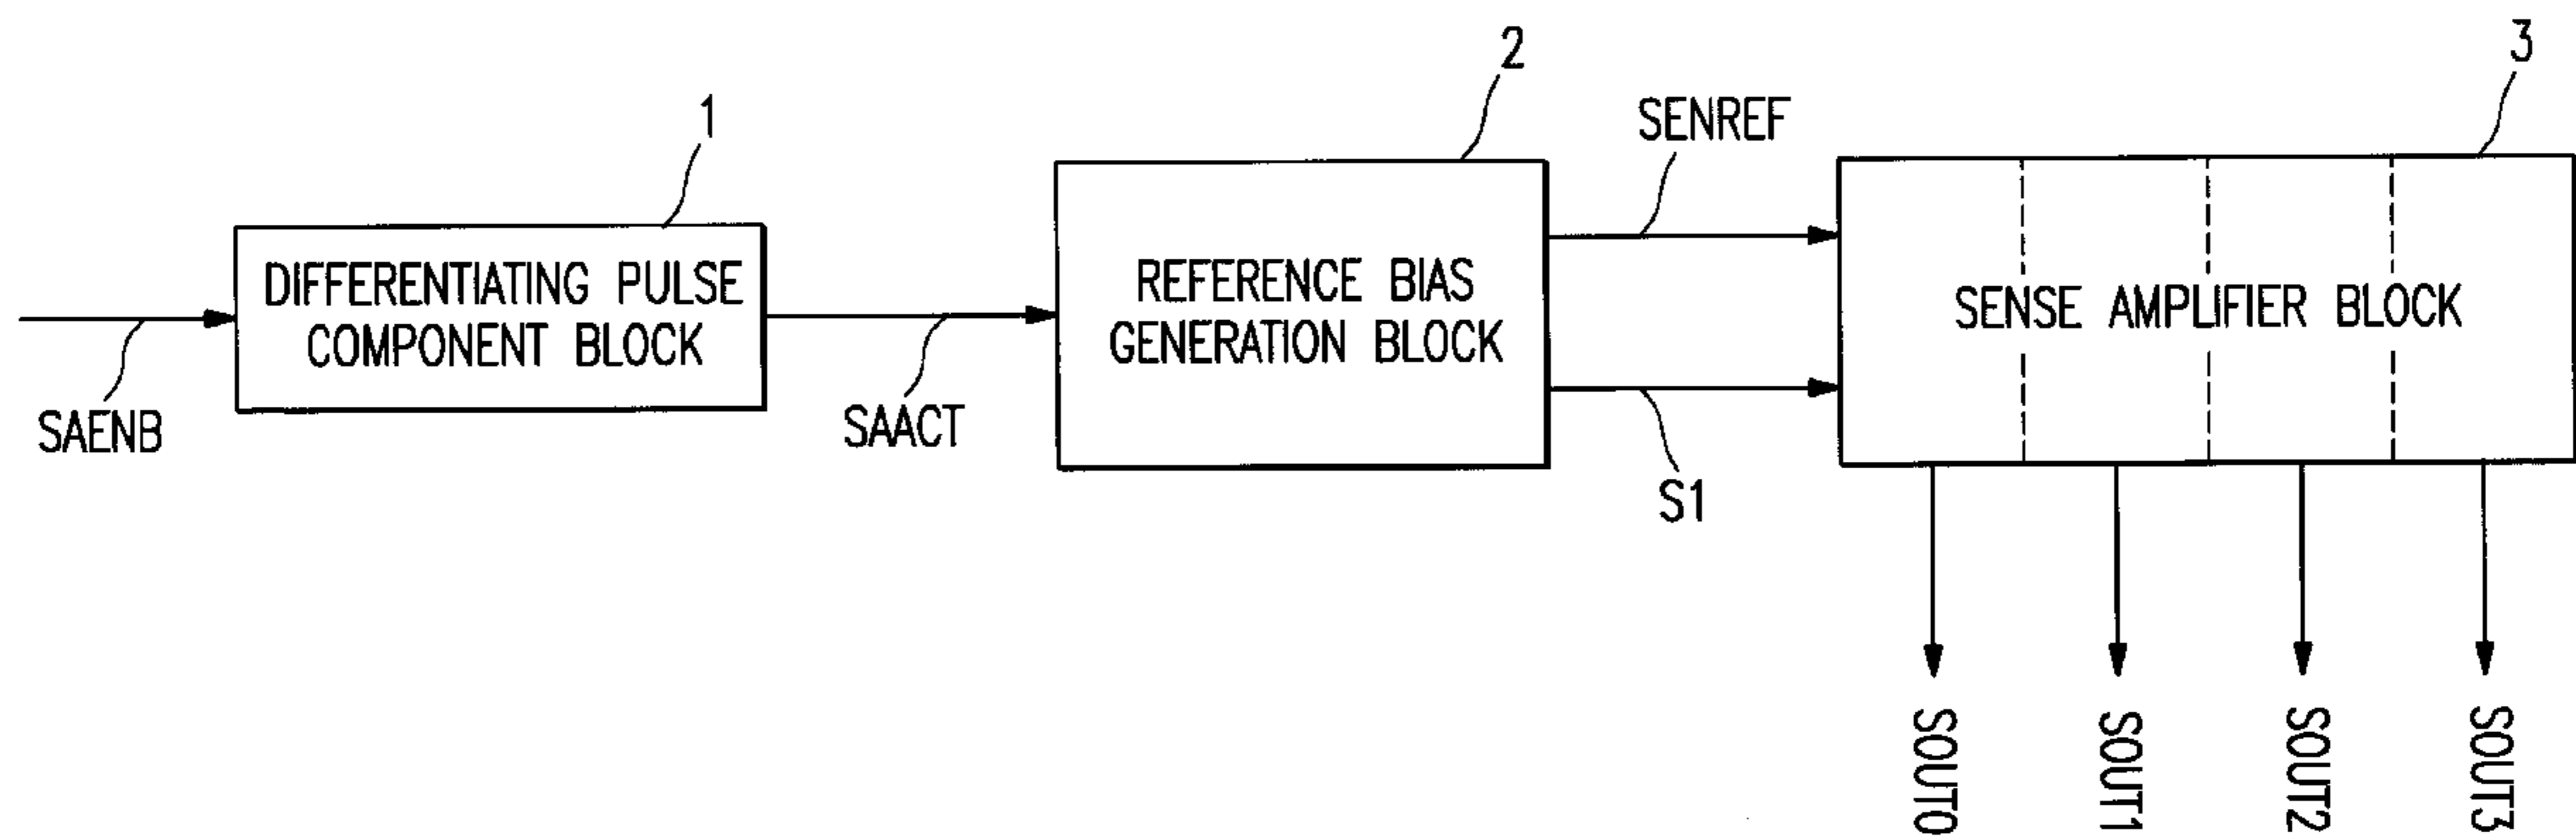 1
2
3
SENREF
DIFFERENTIATING PULSE
COMPONENT BLOCK
REFERENCE BIAS
GENERATION BLOCK
SENSE AMPLIFIER BLOCK
SAENB
SAACT
S1
SOUT0
SOUT1
SOUT2
SOUT3